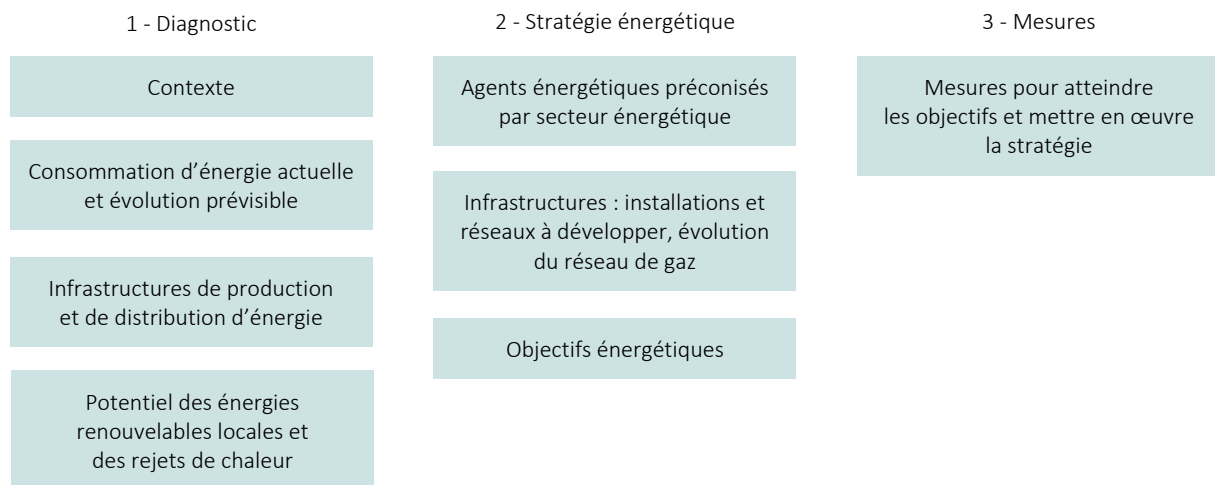 1 - Diagnostic
Contexte
Consommation d’énergie actuelle
et évolution prévisible
Infrastructures de production
et de distribution d’énergie
Potentiel des énergies
renouvelables locales et
des rejets de chaleur
2 - Stratégie énergétique
Agents énergétiques préconisés
par secteur énergétique
Infrastructures : installations et
réseaux à développer, évolution
du réseau de gaz
Objectifs énergétiques
3 - Mesures
Mesures pour atteindre
les objectifs et mettre en œuvre
la stratégie